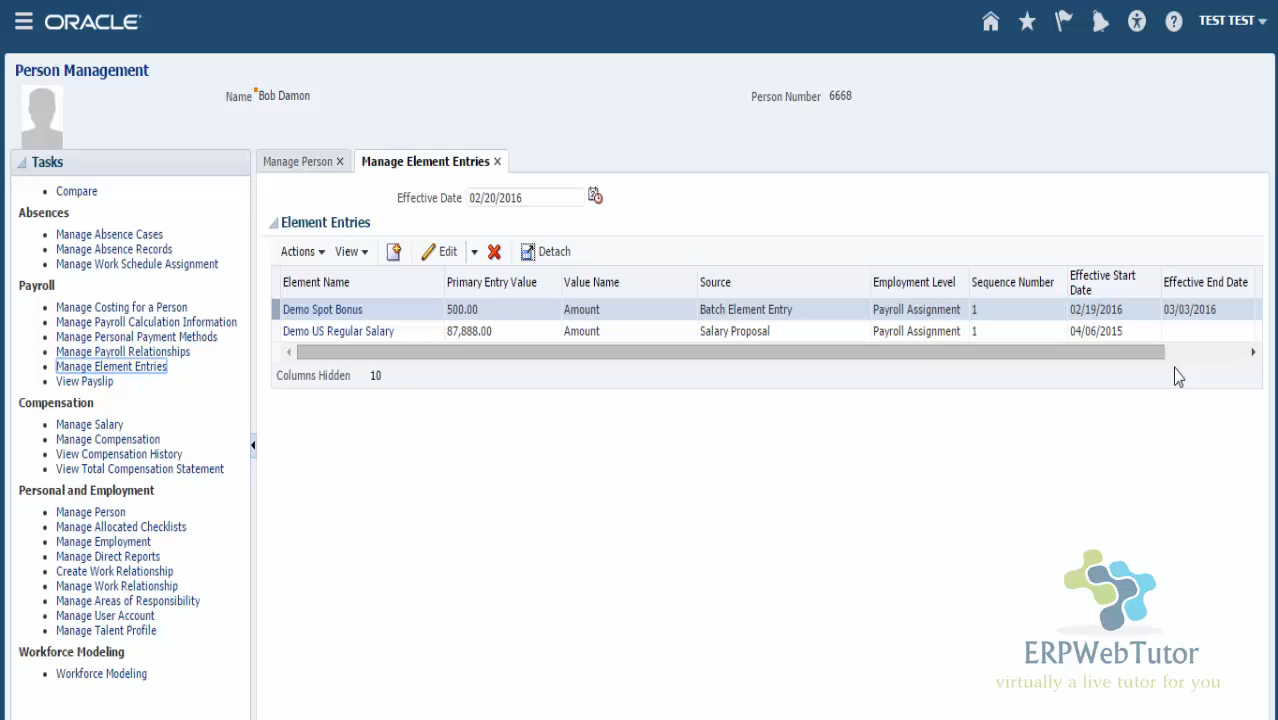 ORACLE
TEST TEST
Person Management
Name Bob Damon
Person Number 6668
Tasks
Compare
Absences
Manage Absence Cases
Manage Absence Records
Manage Work Schedule Assignment
Payroll
Manage Costing for a Person
Manage Payroll Calculation Information
Manage Personal Payment Methods
Manage Payroll Relationships
Manage Element Entries
View Payslip
Compensation
Manage Salary
Manage Compensation
View Compensation History
View Total Compensation Statement
Personal and Employment
Manage Person
Manage Allocated Checklists
Manage Employment
Manage Direct Reports
Create Work Relationship
Manage Work Relationship
Manage Areas of Responsibility
Manage User Account
Manage Talent Profile
Workforce Modeling
Workforce Modeling
Manage Person Manage Element Entries
Effective Date 02/20/2016
Element Entries
Actions View Edit Detach
Element Name Primary Entry Value Value Name Source Employment Level Sequence Number Effective Start Date Effective End Date
Demo Spot Bonus 500.00 Amount Batch Element Entry Payroll Assignment 1 02/19/2016 03/03/2016
Demo US Regular Salary 87,888.00 Amount Salary Proposal Payroll Assignment 1 04/06/2015
Columns Hidden 10
ERPWebTutor
virtually a live tutor for you